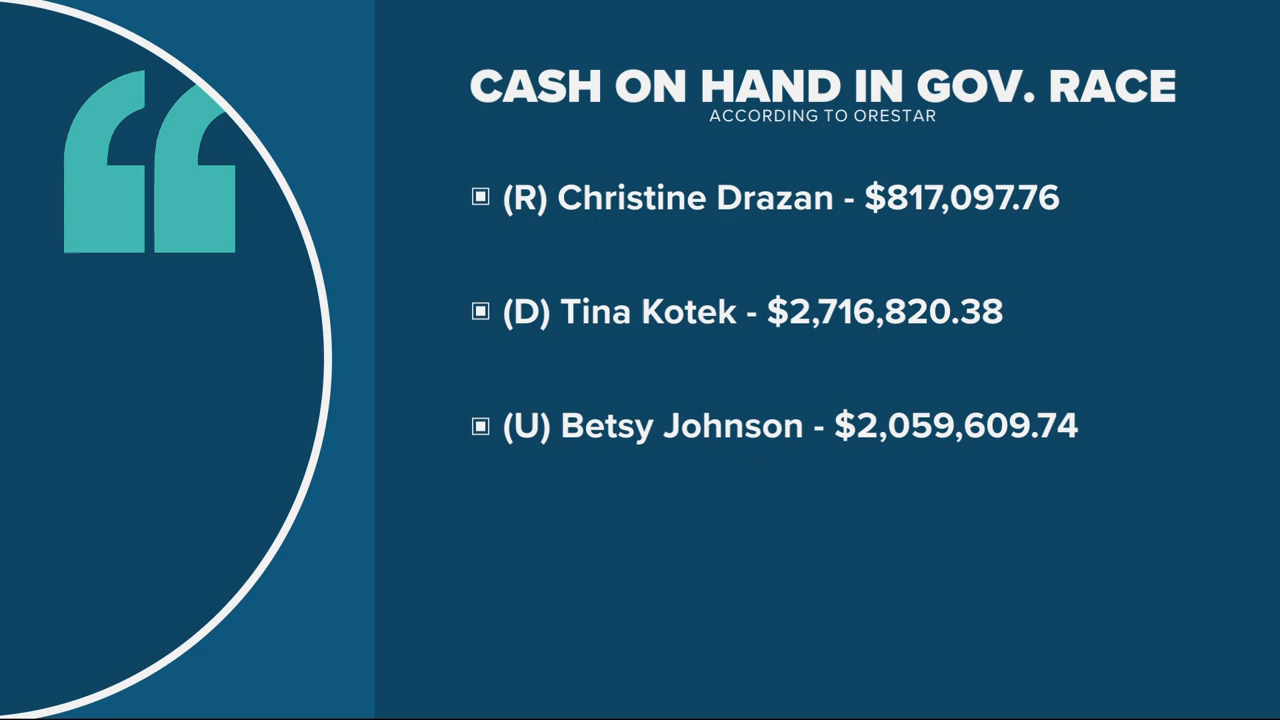 CASH ON HAND IN GOV. RACE
ACCORDING TO ORESTAR
(R) Christine Drazan - $817,097.76
(D) Tina Kotek - $2,716,820.38
(U) Betsy Johnson - $2,059,609.74